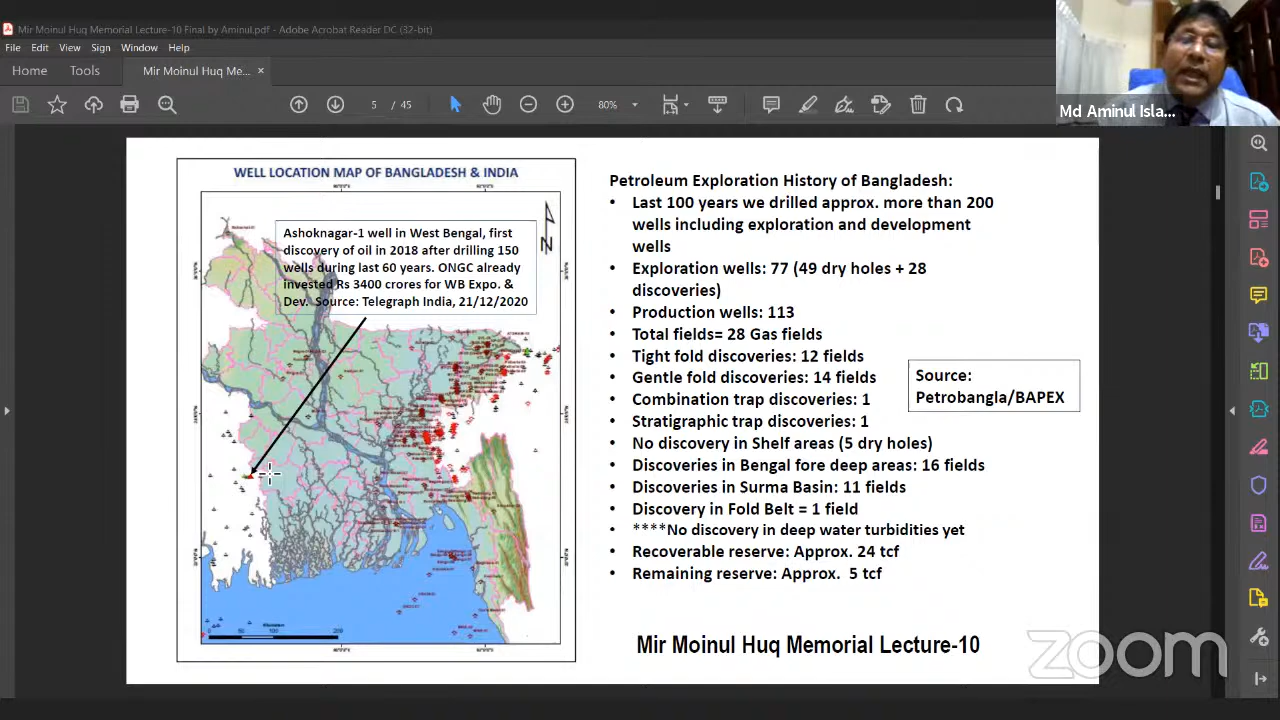 Mir Moinul Huq Memorial Lecture-10 Final by Aminul.pdf - Adobe Acrobat Reader DC (32-bit)
File Edit View Sign Window Help
Home Tools Mir Moinul Huq Me... ×
5 / 45 80%
Md Aminul Isla...
WELL LOCATION MAP OF BANGLADESH & INDIA
Ashoknagar-1 well in West Bengal, first
discovery of oil in 2018 after drilling 150
wells during last 60 years. ONGC already
invested Rs 3400 crores for WB Expo. &
Dev. Source: Telegraph India, 21/12/2020
N
Petroleum Exploration History of Bangladesh:
• Last 100 years we drilled approx. more than 200
wells including exploration and development
wells
• Exploration wells: 77 (49 dry holes + 28
discoveries)
• Production wells: 113
• Total fields= 28 Gas fields
• Tight fold discoveries: 12 fields
• Gentle fold discoveries: 14 fields
• Combination trap discoveries: 1
• Stratigraphic trap discoveries: 1
• No discovery in Shelf areas (5 dry holes)
• Discoveries in Bengal fore deep areas: 16 fields
• Discoveries in Surma Basin: 11 fields
• Discovery in Fold Belt = 1 field
• ****No discovery in deep water turbidities yet
• Recoverable reserve: Approx. 24 tcf
• Remaining reserve: Approx. 5 tcf
Source:
Petrobangla/BAPEX
Mir Moinul Huq Memorial Lecture-10
zoom